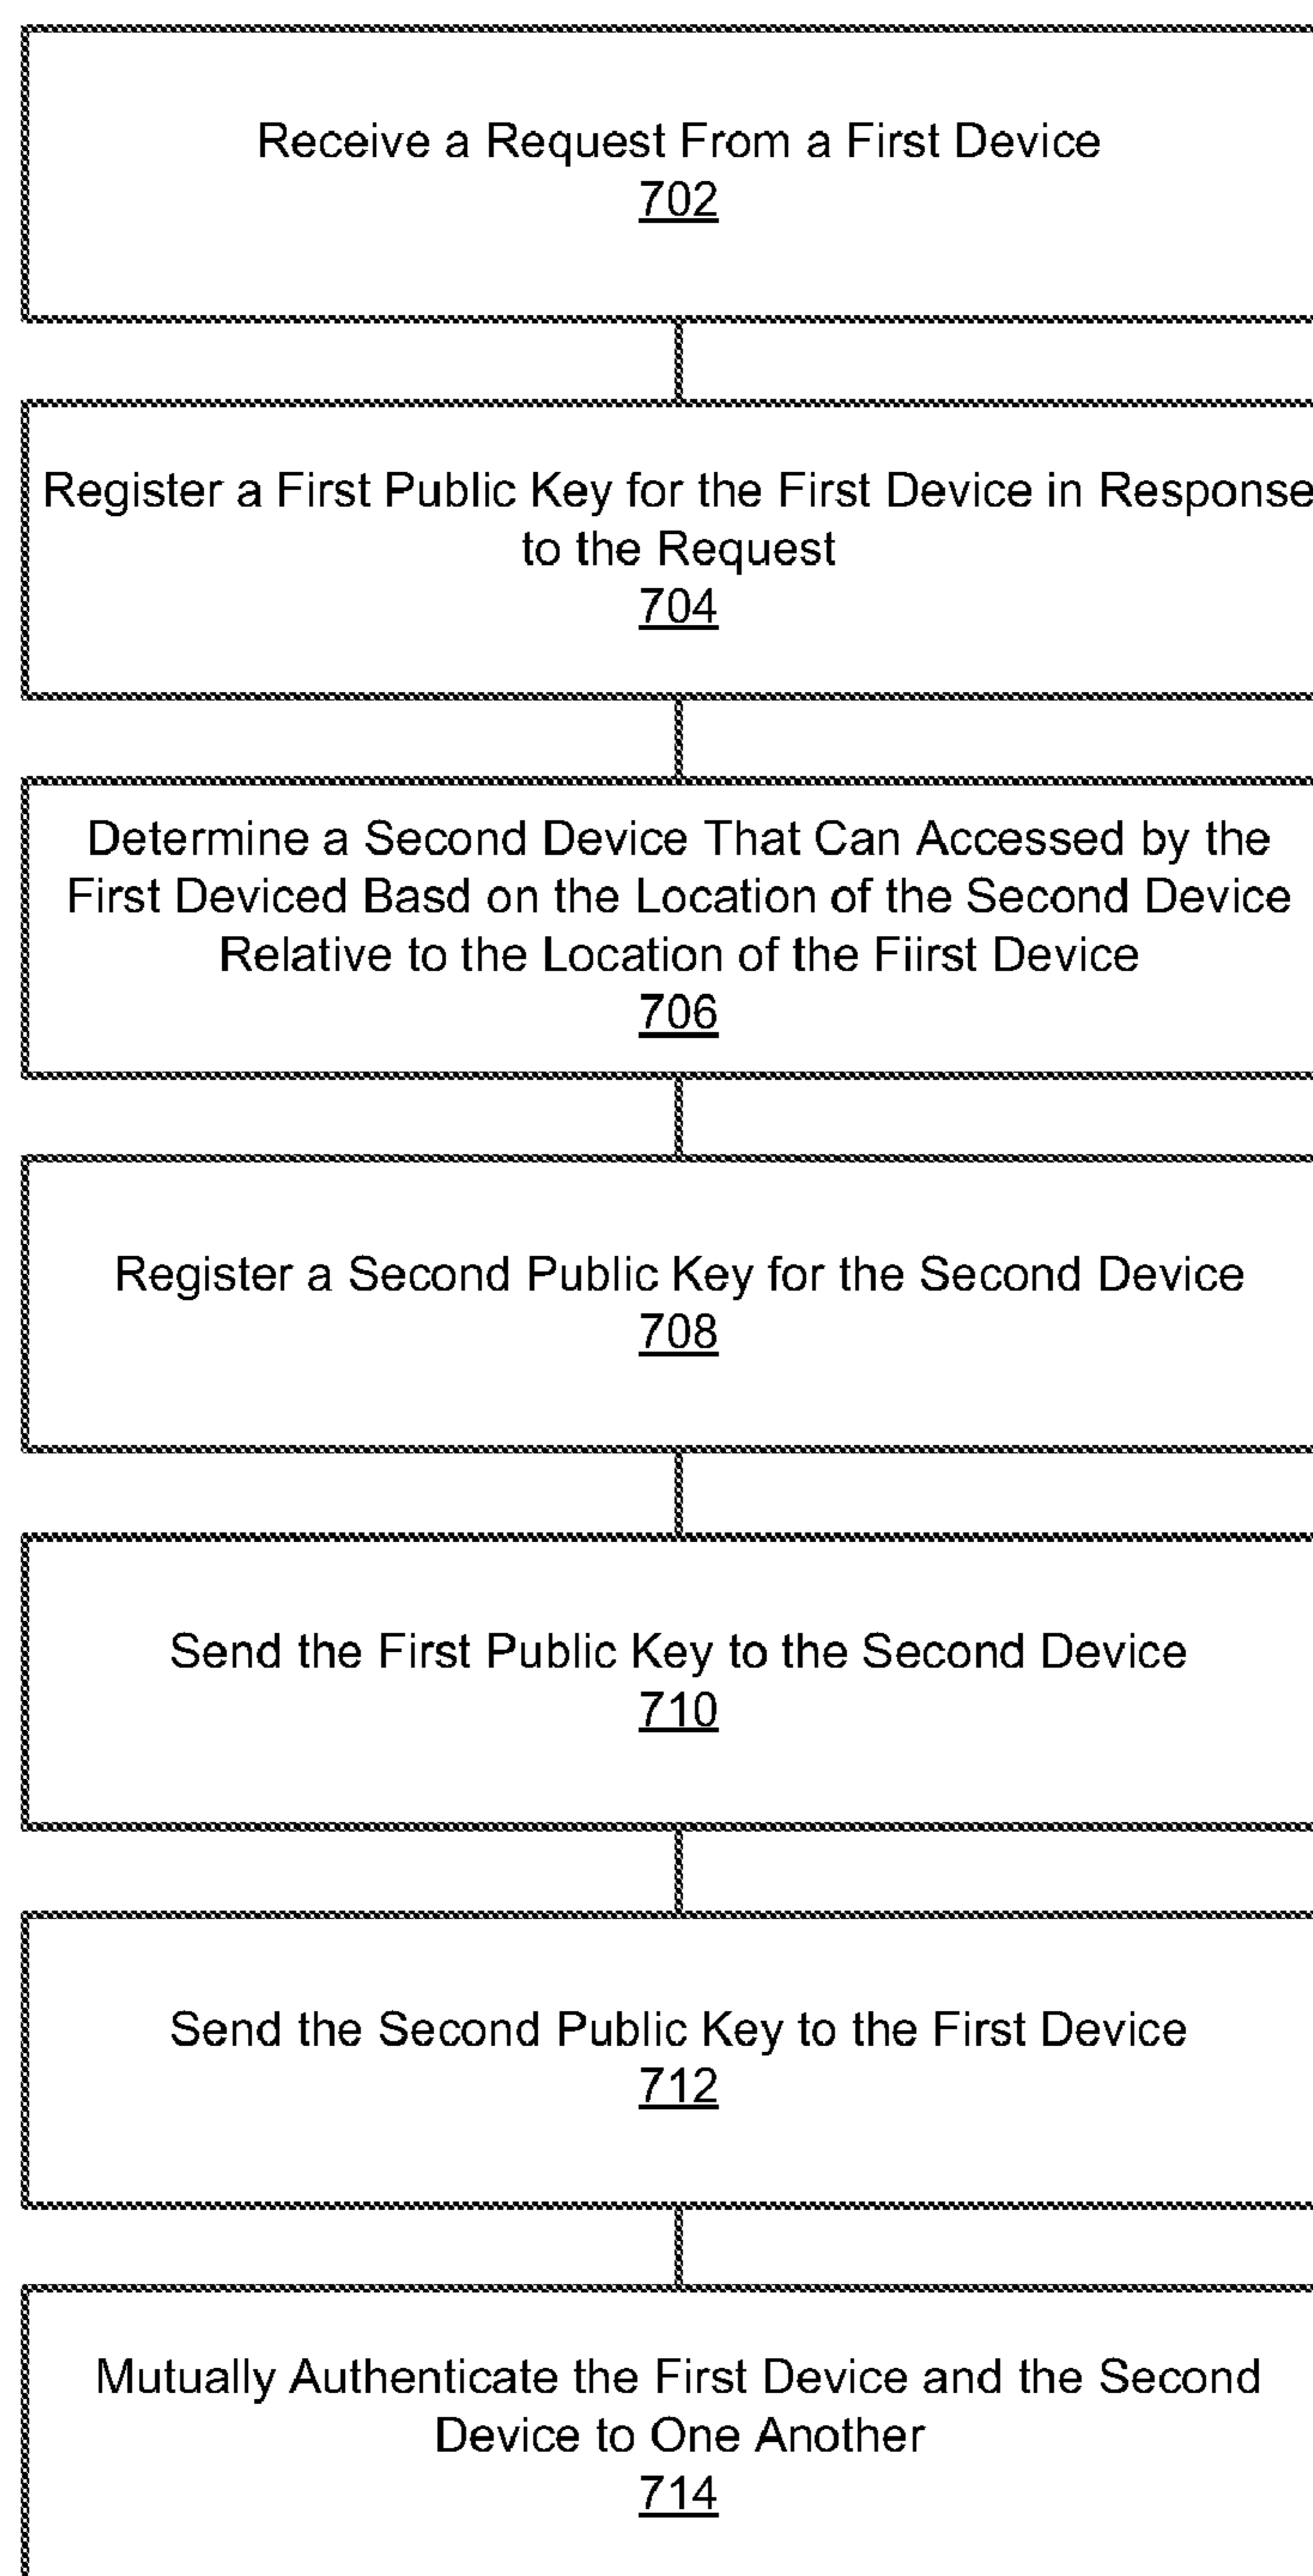 Receive a Request From a First Device
702
Register a First Public Key for the First Device in Response
to the Request
704
Determine a Second Device That Can Accessed by the
First Deviced Basd on the Location of the Second Device
Relative to the Location of the Fiirst Device
706
Register a Second Public Key for the Second Device
708
Send the First Public Key to the Second Device
710
Send the Second Public Key to the First Device
712
Mutually Authenticate the First Device and the Second
Device to One Another
714